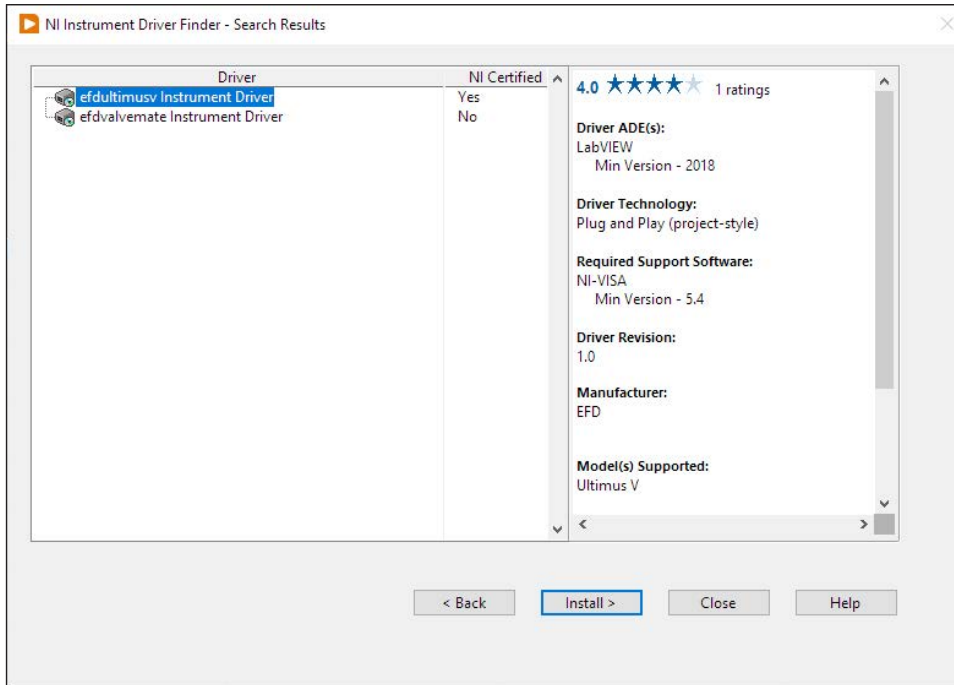 NI Instrument Driver Finder - Search Results
Driver NI Certified
efdultimusv Instrument Driver Yes
efdvalvemate Instrument Driver No
4.0 1 ratings
Driver ADE(s):
LabVIEW
Min Version - 2018
Driver Technology:
Plug and Play (project-style)
Required Support Software:
NI-VISA
Min Version - 5.4
Driver Revision:
1.0
Manufacturer:
EFD
Model(s) Supported:
Ultimus V
< Back Install > Close Help